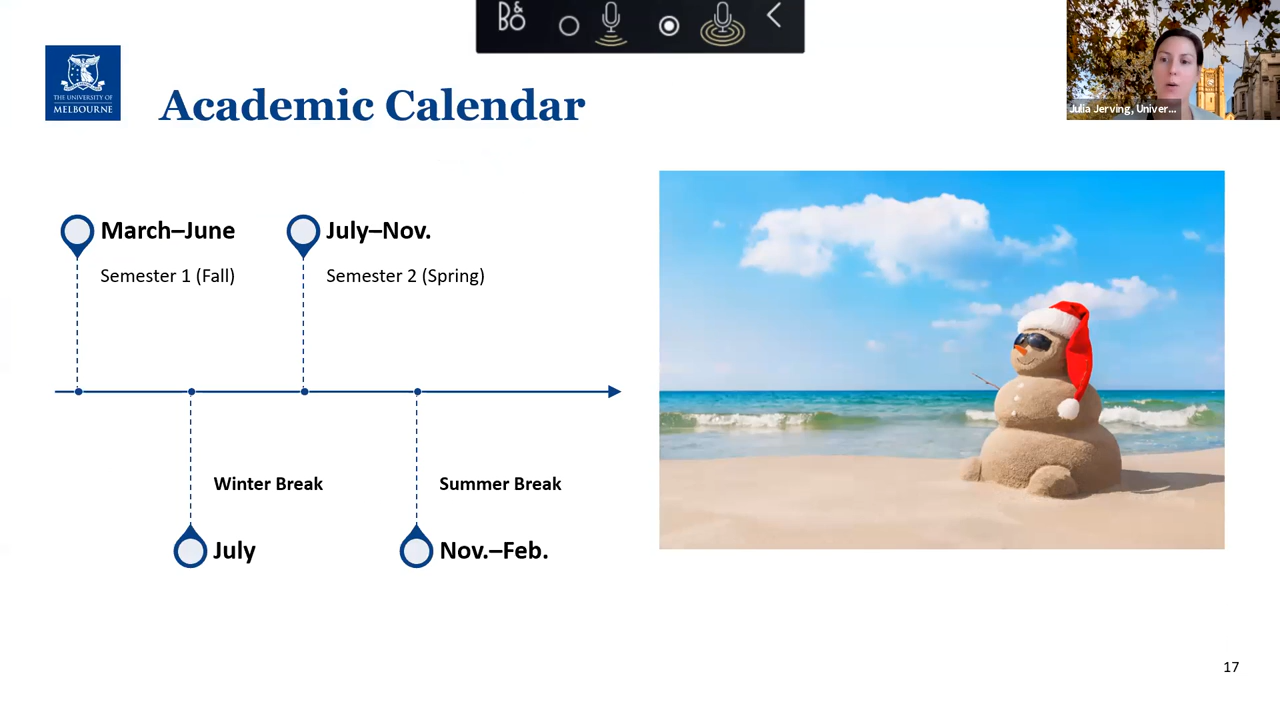 B&O
THE UNIVERSITY OF
MELBOURNE
Academic Calendar
Julia Jerving, Univer...
March–June
July–Nov.
Semester 1 (Fall)
Semester 2 (Spring)
Winter Break
Summer Break
July
Nov.–Feb.
17